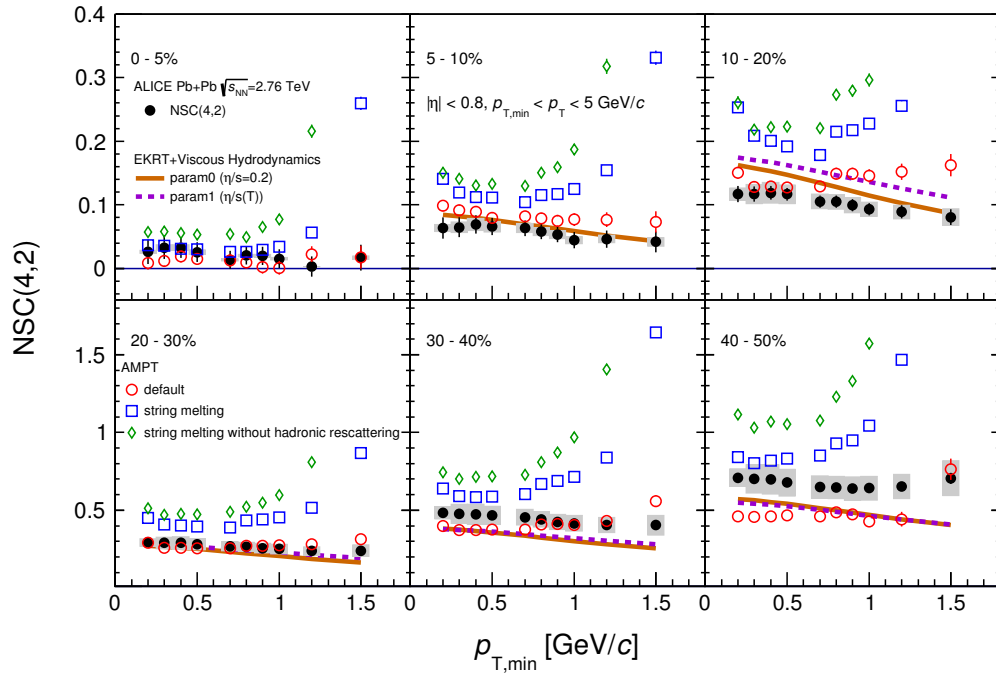 NSC(4,2)
0.4
0.3
0.2
0.1
0
0 - 5%
ALICE Pb+Pb √sNN=2.76 TeV
NSC(4,2)
EKRT+Viscous Hydrodynamics
param0 (η/s=0.2)
param1 (η/s(T))
5 - 10%
|η| < 0.8, pT,min < pT < 5 GeV/c
10 - 20%
1.5
1
0.5
0
20 - 30%
AMPT
default
string melting
string melting without hadronic rescattering
30 - 40%
40 - 50%
0 0.5 1 1.5 0 0.5 1 1.5 0 0.5 1 1.5
pT,min [GeV/c]